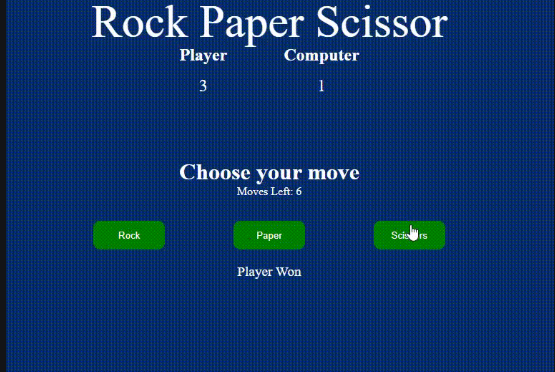 Rock Paper Scissor
Player Computer
3 1
Choose your move
Moves Left: 6
Rock Paper Scissors
Player Won